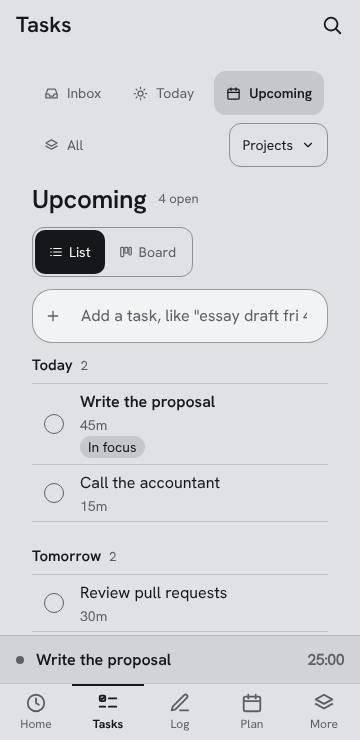 Tasks
Inbox
Today
Upcoming
All
Projects
Upcoming
4 open
List
Board
Add a task, like "essay draft fri
Today 2
Write the proposal
45m
In focus
Call the accountant
15m
Tomorrow 2
Review pull requests
30m
Write the proposal
25:00
Home
Tasks
Log
Plan
More